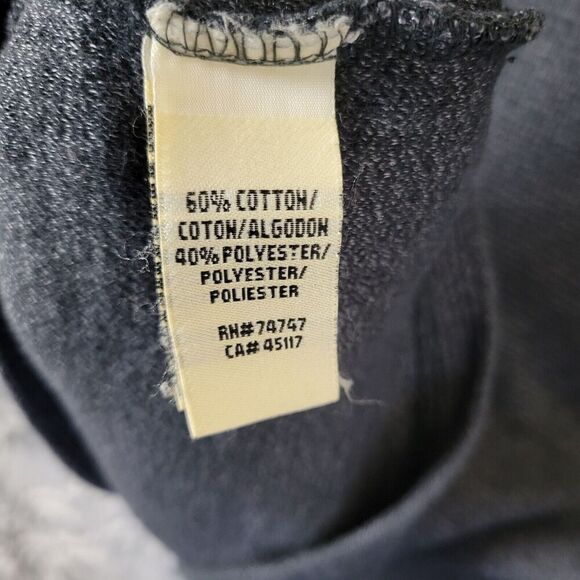 60% COTTON/
COTON/ALGODON
40% POLYESTER/
POLYESTER/
POLIESTER
RN# 74747
CA# 45117